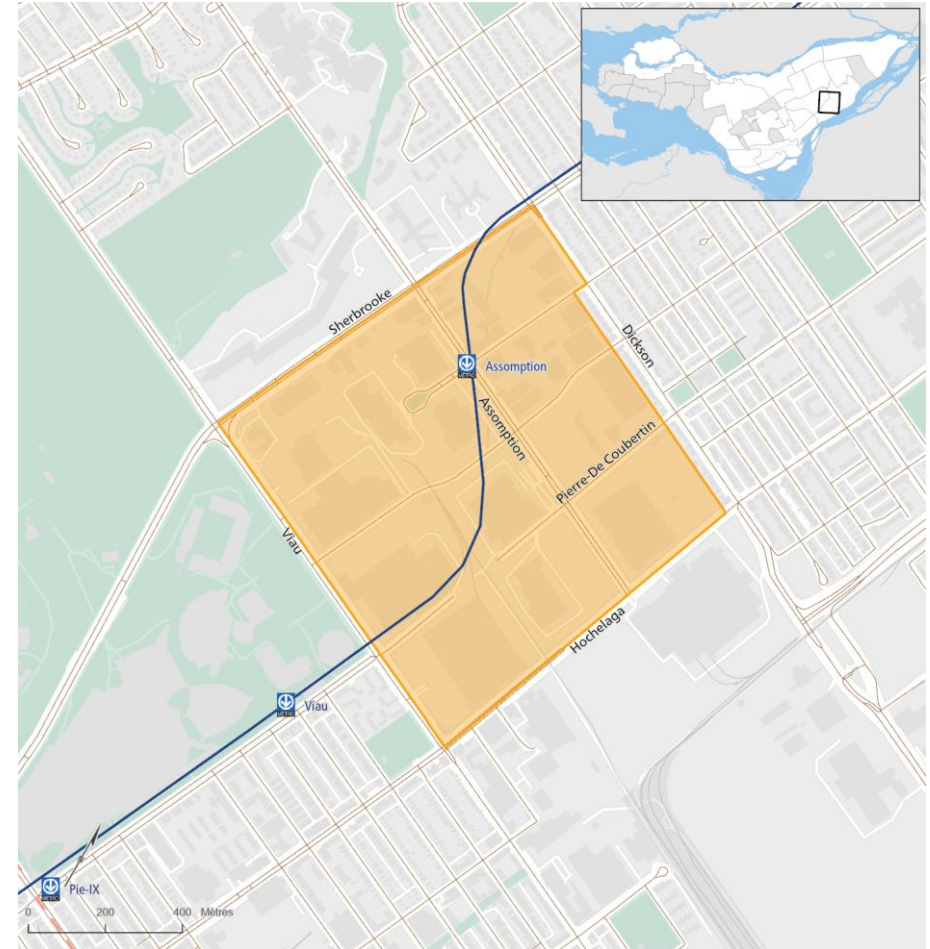 Sherbrooke
Dickson
Assomption
Assomption
Pierre-De Coubertin
Viau
Hochelaga
Viau
Pie-IX
0 200 400 Mètres